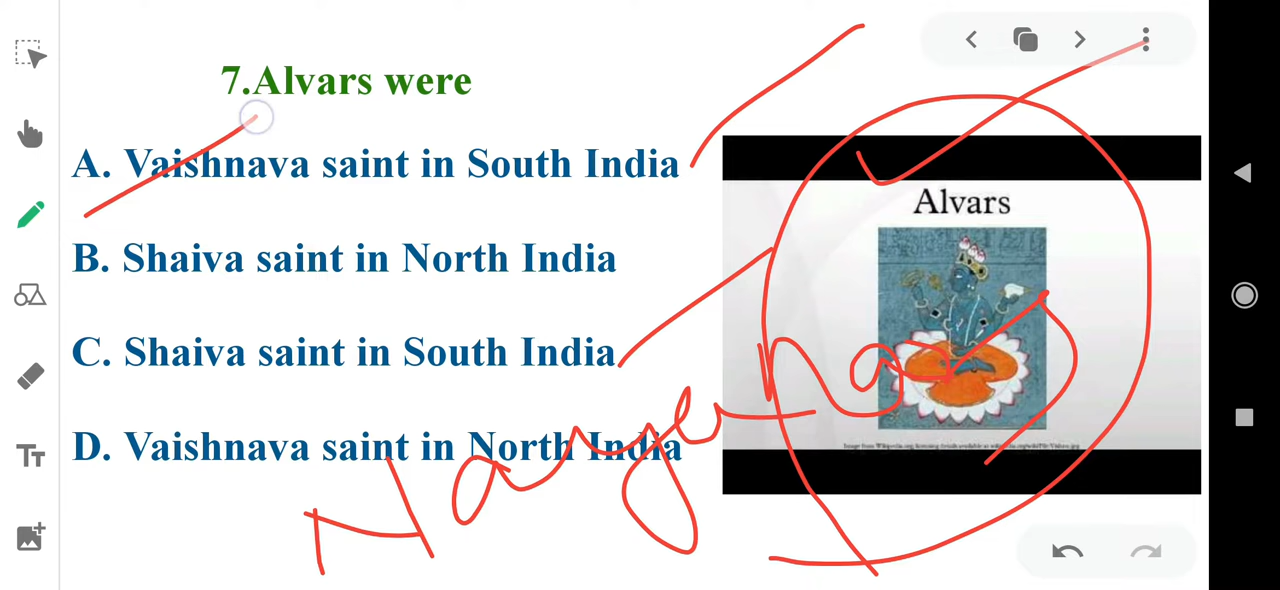 7.Alvars were
A. Vaishnava saint in South India
B. Shaiva saint in North India
C. Shaiva saint in South India
D. Vaishnava saint in North India
Alvars
TT